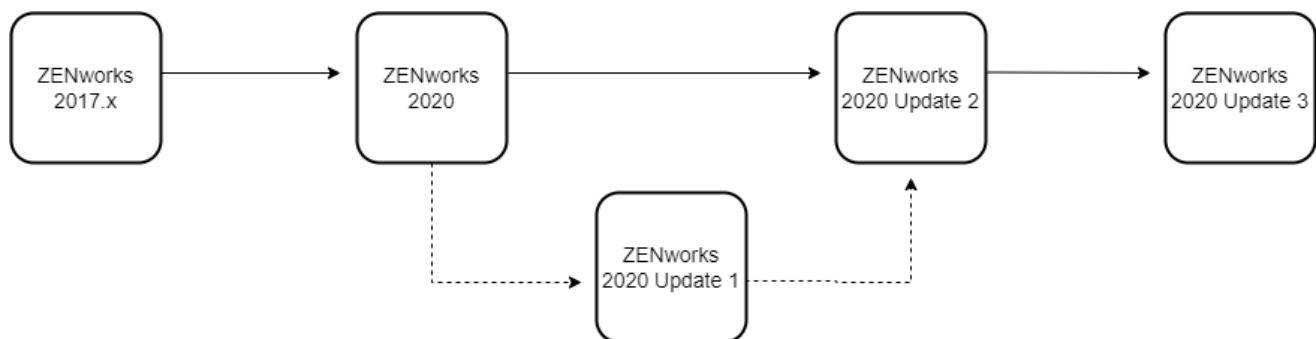 ZENworks
2017.x
ZENworks
2020
ZENworks
2020 Update 2
ZENworks
2020 Update 3
ZENworks
2020 Update 1